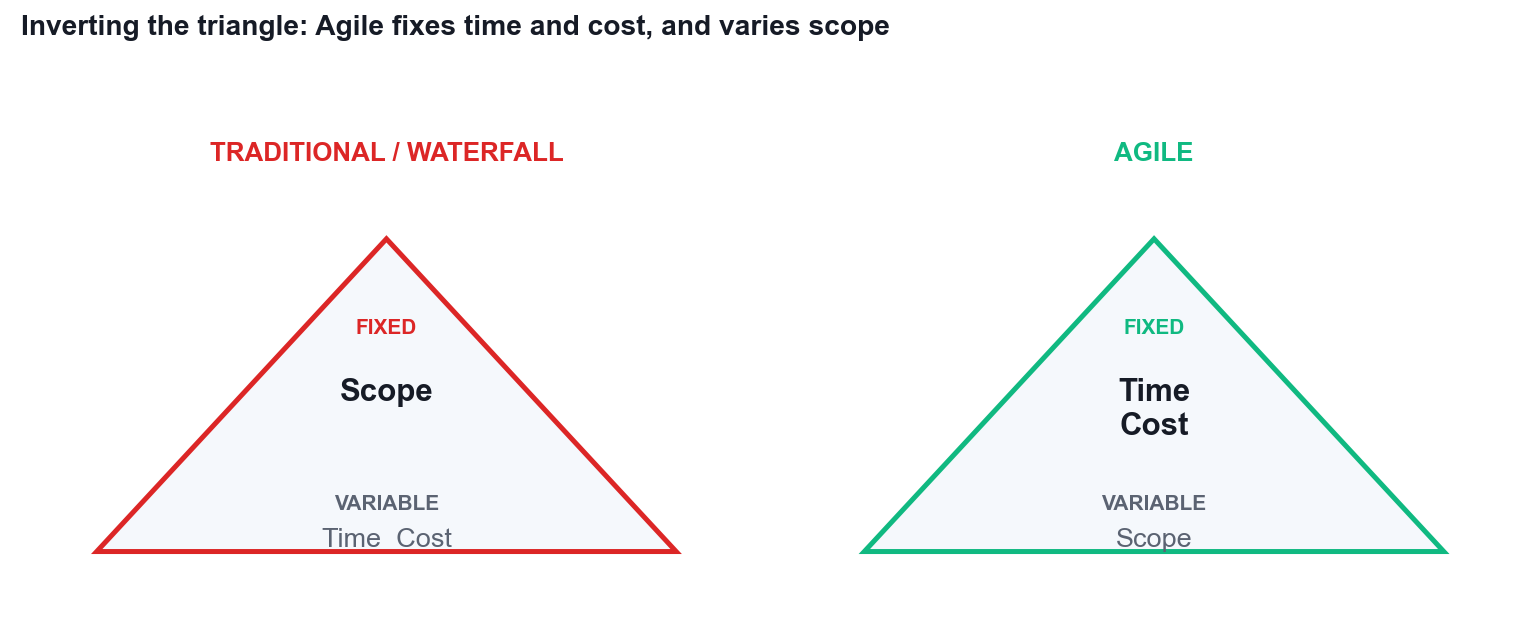 Inverting the triangle: Agile fixes time and cost, and varies scope
TRADITIONAL / WATERFALL
FIXED
Scope
VARIABLE
Time  Cost
AGILE
FIXED
Time
Cost
VARIABLE
Scope